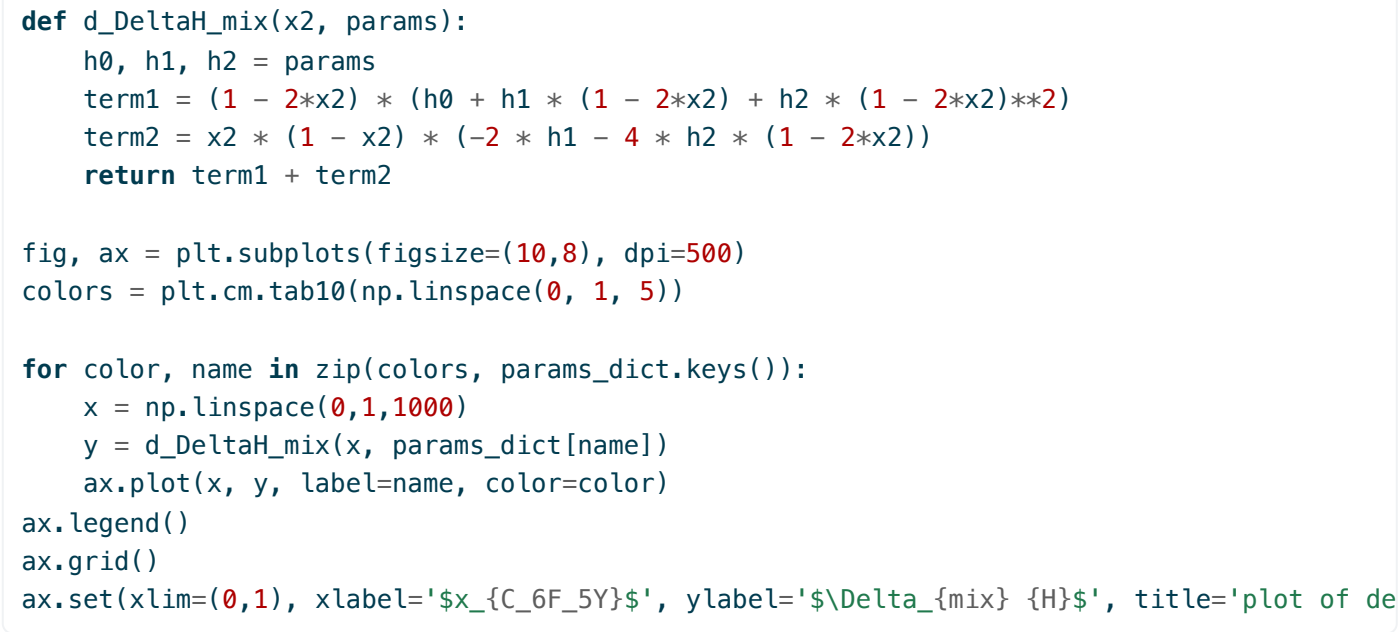 def d_DeltaH_mix(x2, params):
    h0, h1, h2 = params
    term1 = (1 - 2*x2) * (h0 + h1 * (1 - 2*x2) + h2 * (1 - 2*x2)**2)
    term2 = x2 * (1 - x2) * (-2 * h1 - 4 * h2 * (1 - 2*x2))
    return term1 + term2

fig, ax = plt.subplots(figsize=(10,8), dpi=500)
colors = plt.cm.tab10(np.linspace(0, 1, 5))

for color, name in zip(colors, params_dict.keys()):
    x = np.linspace(0,1,1000)
    y = d_DeltaH_mix(x, params_dict[name])
    ax.plot(x, y, label=name, color=color)
ax.legend()
ax.grid()
ax.set(xlim=(0,1), xlabel='$x_{C_6F_5Y}$', ylabel='$\Delta_{mix} {H}$', title='plot of de